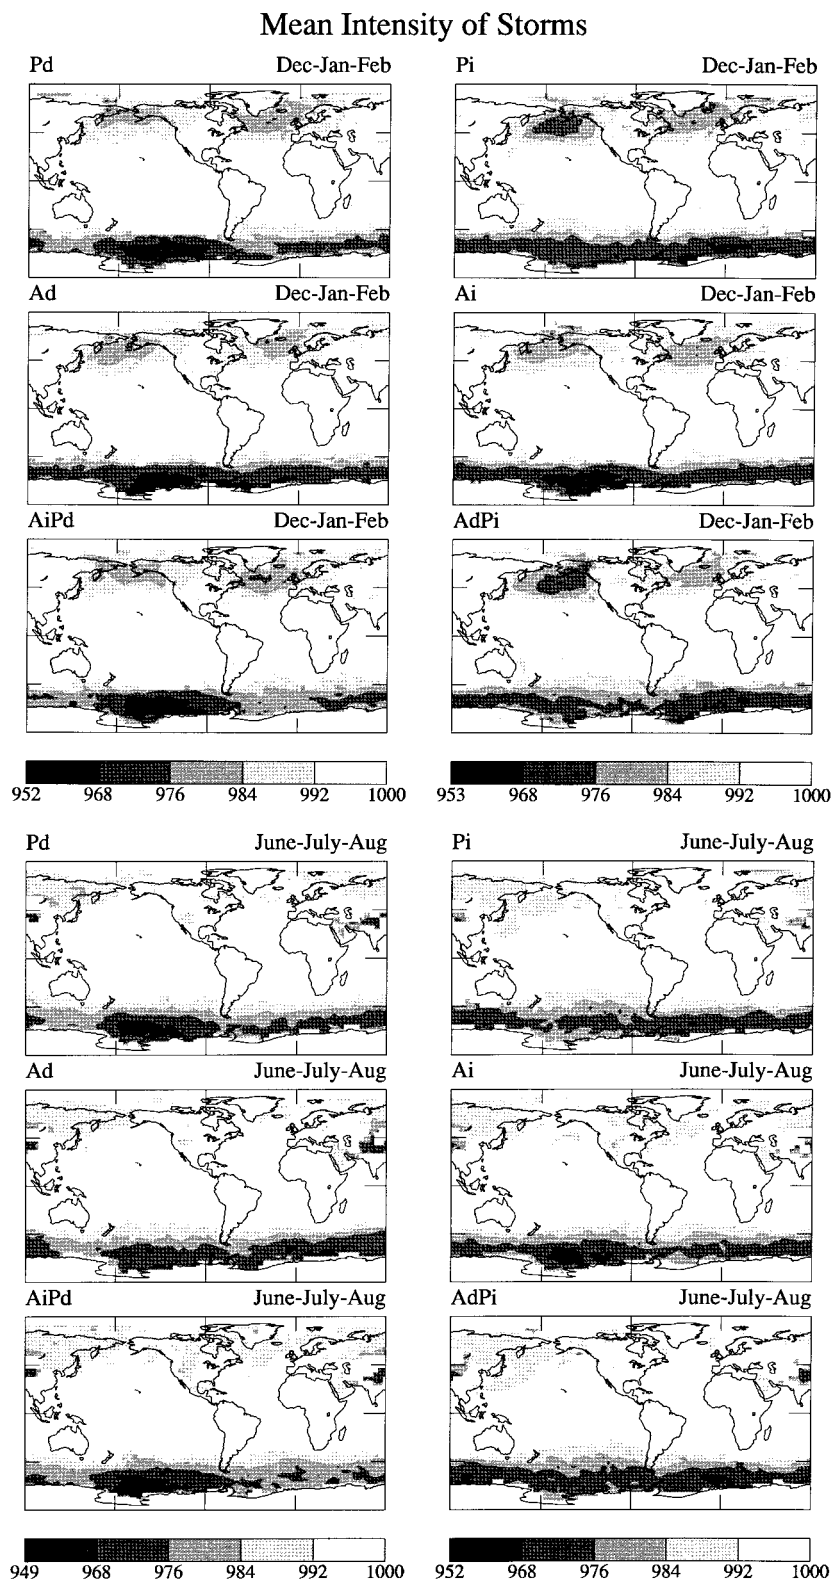 Mean Intensity of Storms
Pd Dec-Jan-Feb Pi Dec-Jan-Feb
Ad Dec-Jan-Feb Ai Dec-Jan-Feb
AiPd Dec-Jan-Feb AdPi Dec-Jan-Feb
952 968 976 984 992 1000 953 968 976 984 992 1000
Pd June-July-Aug Pi June-July-Aug
Ad June-July-Aug Ai June-July-Aug
AiPd June-July-Aug AdPi June-July-Aug
949 968 976 984 992 1000 952 968 976 984 992 1000